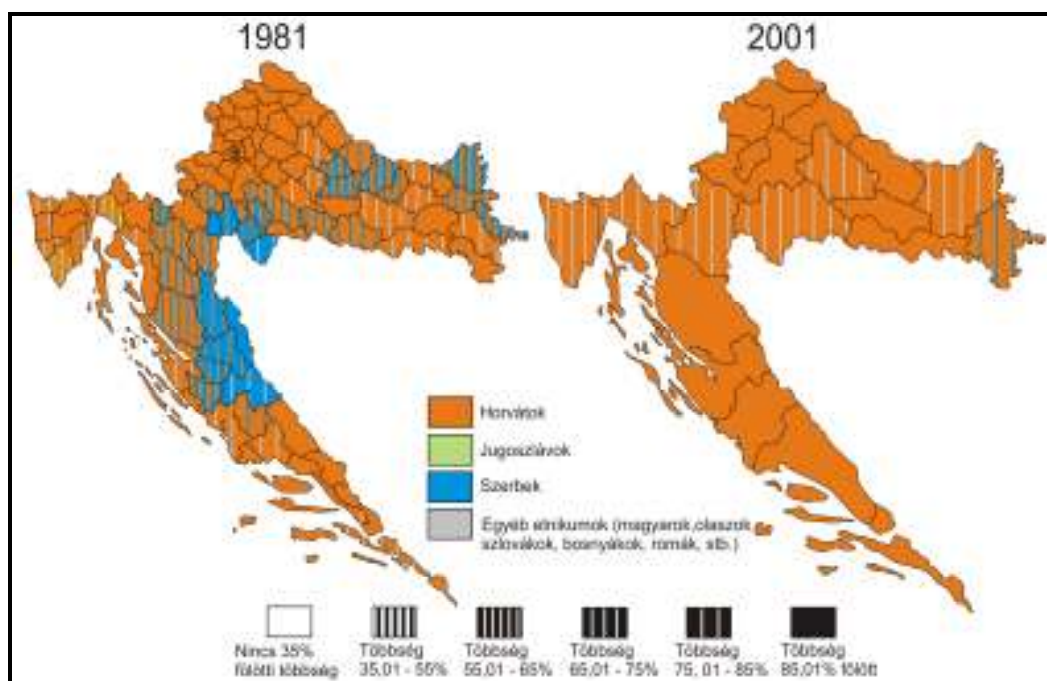 1981
2001
Horvátok
Jugoszlávok
Szerbek
Egyéb etnikumok (magyarok,olaszok
szlovákok, bosnyákok, romák, stb.)
Nincs 35%
fölötti többség
Többség
35,01 - 55%
Többség
55,01 - 65%
Többség
65,01 - 75%
Többség
75, 01 - 85%
Többség
85,01% fölött